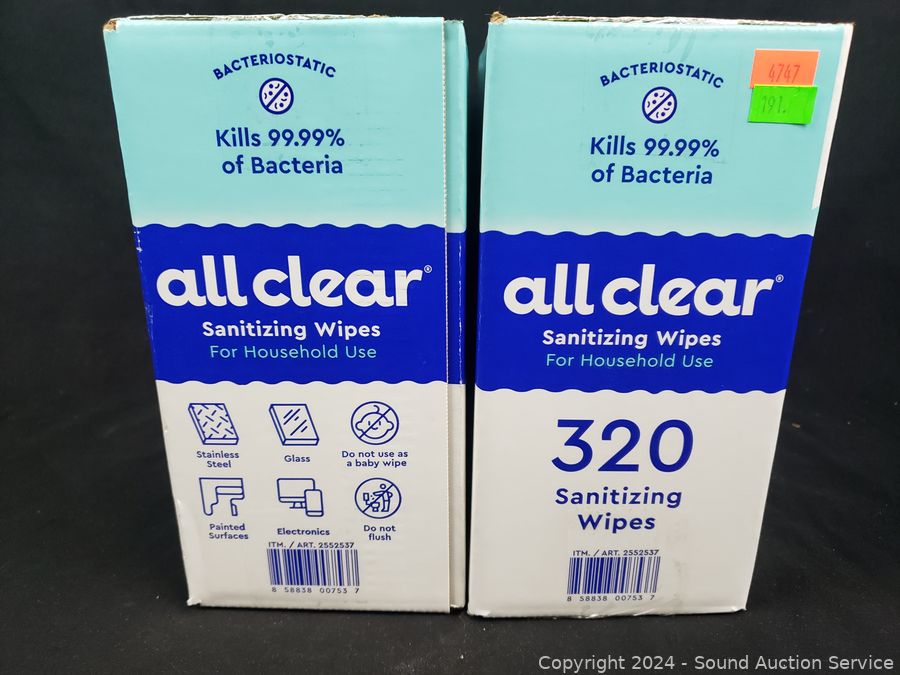 BACTERIOSTATIC
Kills 99.99%
of Bacteria
all clear®
Sanitizing Wipes
For Household Use
Stainless
Steel
Glass
Do not use as
a baby wipe
Painted
Surfaces
Electronics
Do not
flush
ITM. / ART. 2552537
8 58838 00753 7
BACTERIOSTATIC
Kills 99.99%
of Bacteria
4747
191.
all clear®
Sanitizing Wipes
For Household Use
320
Sanitizing
Wipes
ITM. / ART. 2552537
8 58838 00753 7
Copyright 2024 - Sound Auction Service